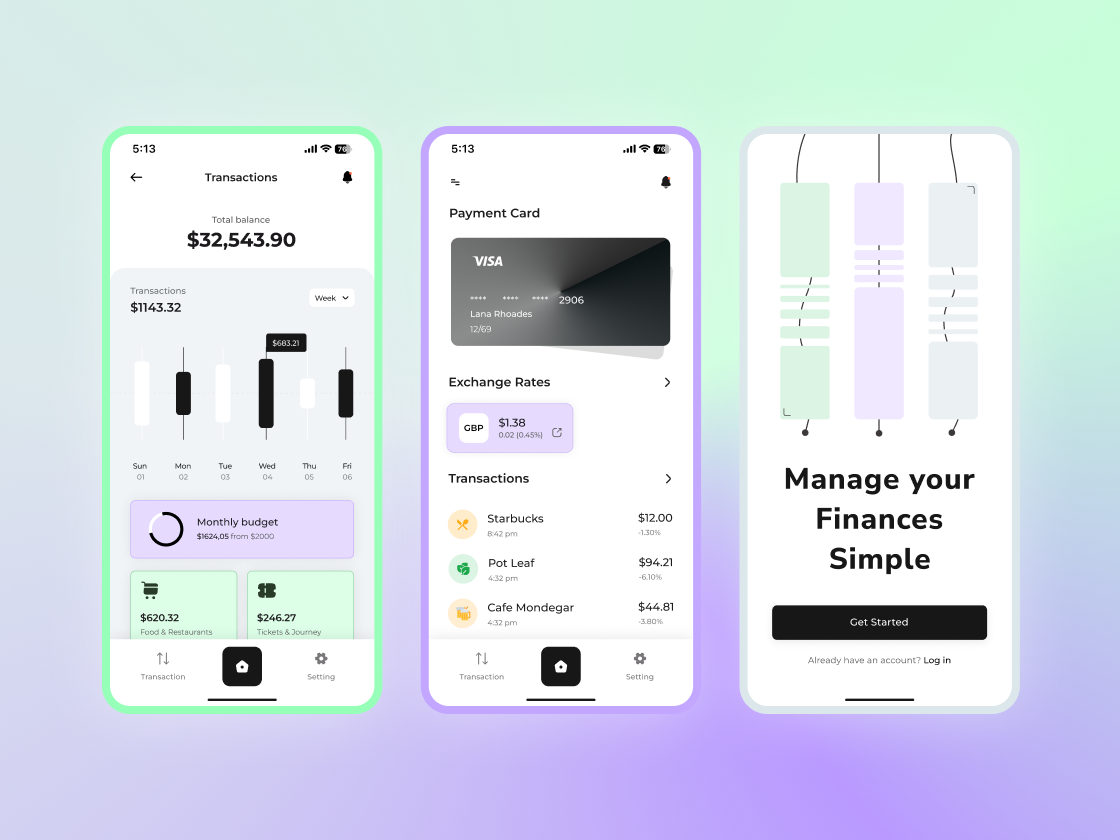 5:13
76
Transactions
Total balance
$32,543.90
Transactions
$1143.32
Week
$683.21
Sun Mon Tue Wed Thu Fri
01 02 03 04 05 06
Monthly budget
$1624,05 from $2000
$620.32
Food & Restaurants
$246.27
Tickets & Journey
Transaction
Setting
5:13
76
Payment Card
VISA
**** **** **** 2906
Lana Rhoades
12/69
Exchange Rates
GBP
$1.38
0.02 (0.45%)
Transactions
Starbucks $12.00
8:42 pm -1.30%
Pot Leaf $94.21
4:32 pm -6.10%
Cafe Mondegar $44.81
4:32 pm -3.80%
Transaction
Setting
Manage your
Finances
Simple
Get Started
Already have an account? Log in